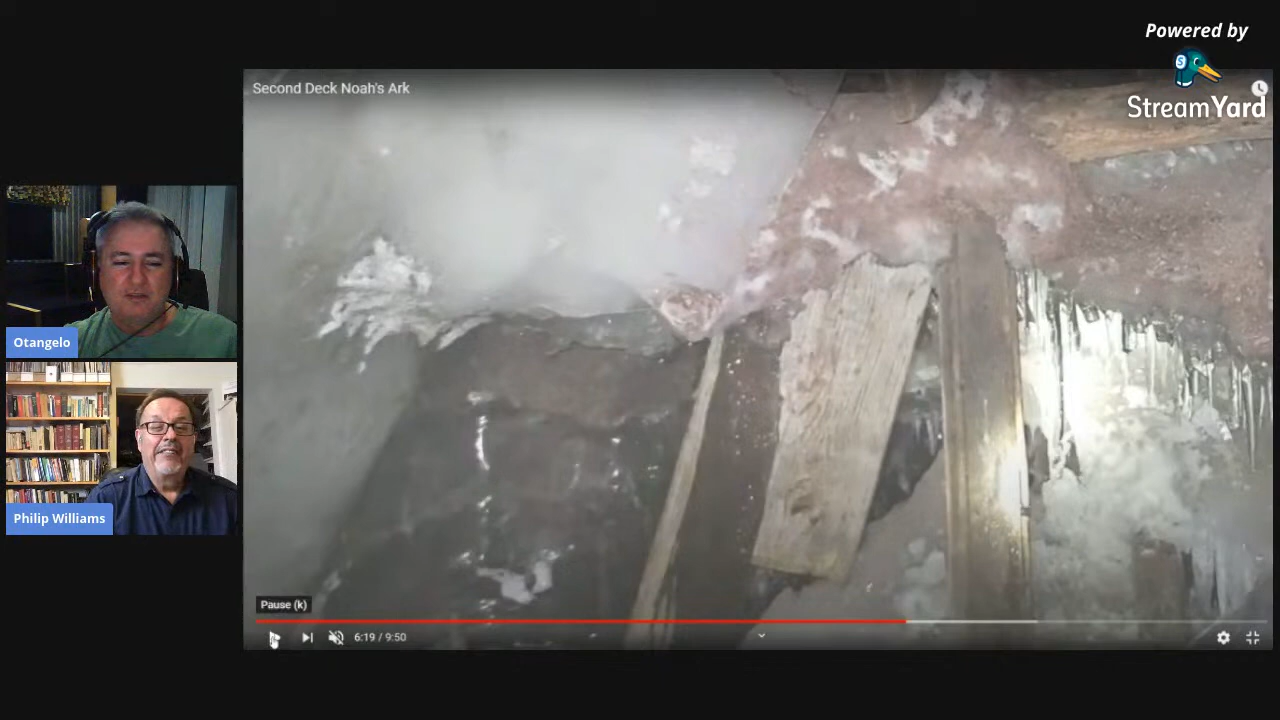 Powered by
StreamYard
Second Deck Noah's Ark
Otangelo
Philip Williams
Pause (k)
6:19 / 9:50